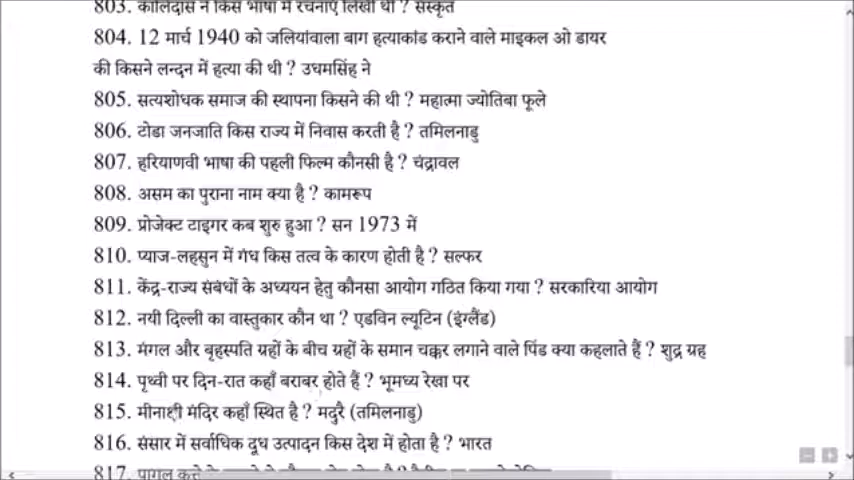 803. कालिदास ने किस भाषा में रचनाएं लिखी थी ? संस्कृत
804. 12 मार्च 1940 को जलियांवाला बाग हत्याकांड कराने वाले माइकल ओ डायर
की किसने लन्दन में हत्या की थी ? उधमसिंह ने
805. सत्यशोधक समाज की स्थापना किसने की थी ? महात्मा ज्योतिबा फूले
806. टोडा जनजाति किस राज्य में निवास करती है ? तमिलनाडु
807. हरियाणवी भाषा की पहली फिल्म कौनसी है ? चंद्रावल
808. असम का पुराना नाम क्या है ? कामरूप
809. प्रोजेक्ट टाइगर कब शुरु हुआ ? सन 1973 में
810. प्याज-लहसुन में गंध किस तत्व के कारण होती है ? सल्फर
811. केंद्र-राज्य संबंधों के अध्ययन हेतु कौनसा आयोग गठित किया गया ? सरकारिया आयोग
812. नयी दिल्ली का वास्तुकार कौन था ? एडविन ल्यूटिन (इंग्लैंड)
813. मंगल और बृहस्पति ग्रहों के बीच ग्रहों के समान चक्कर लगाने वाले पिंड क्या कहलाते हैं ? शुद्र ग्रह
814. पृथ्वी पर दिन-रात कहाँ बराबर होते हैं ? भूमध्य रेखा पर
815. मीनाक्षी मंदिर कहाँ स्थित है ? मदुरै (तमिलनाडु)
816. संसार में सर्वाधिक दूध उत्पादन किस देश में होता है ? भारत
817. पागल कुत्ते के